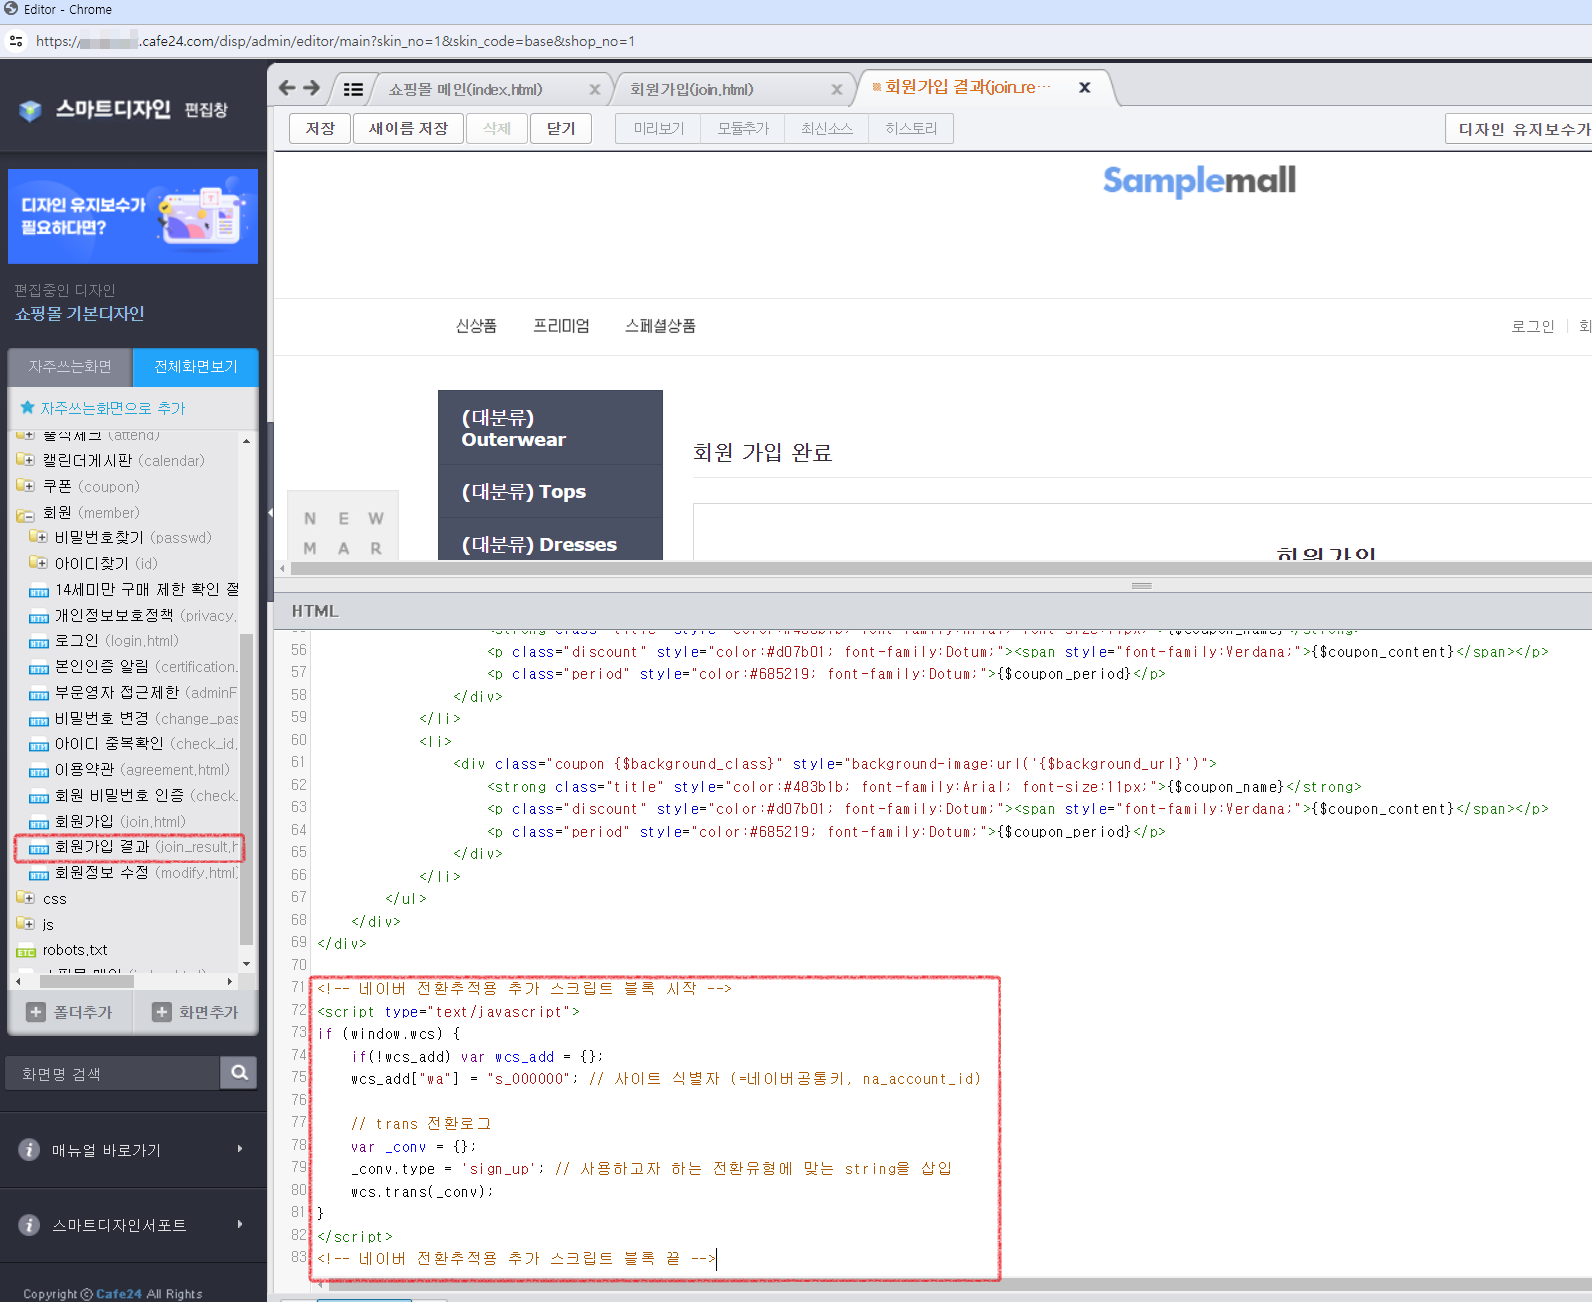 Editor - Chrome
https:// .cafe24.com/disp/admin/editor/main?skin_no=1&skin_code=base&shop_no=1
스마트디자인 편집창
쇼핑몰 메인(index.html)
회원가입(join.html)
회원가입 결과(join_re···
저장
새이름 저장
삭제
닫기
미리보기
모듈추가
최신소스
히스토리
디자인 유지보수가
디자인 유지보수가
필요하다면?
편집중인 디자인
쇼핑몰 기본디자인
자주쓰는화면
전체화면보기
자주쓰는화면으로 추가
출석체크 (attend)
캘린더게시판 (calendar)
쿠폰 (coupon)
회원 (member)
비밀번호찾기 (passwd)
아이디찾기 (id)
14세미만 구매 제한 확인 절
개인정보보호정책 (privacy.
로그인 (login.html)
본인인증 알림 (certification.
부운영자 접근제한 (adminF
비밀번호 변경 (change_pas
아이디 중복확인 (check_id.
이용약관 (agreement.html)
회원 비밀번호 인증 (check.
회원가입 (join.html)
회원가입 결과 (join_result.h
회원정보 수정 (modify.html)
css
js
robots.txt
폴더추가
화면추가
화면명 검색
매뉴얼 바로가기
스마트디자인서포트
Copyright ⓒ Cafe24 All Rights
Samplemall
신상품
프리미엄
스페셜상품
로그인
회
(대분류)
Outerwear
(대분류) Tops
(대분류) Dresses
NEW
MAR
회원 가입 완료
회원가입
HTML
<strong class="title" style="color:#483b1b; font-family:Arial; font-size:11px;">{$coupon_name}</strong>
56 <p class="discount" style="color:#d07b01; font-family:Dotum;"><span style="font-family:Verdana;">{$coupon_content}</span></p>
57 <p class="period" style="color:#685219; font-family:Dotum;">{$coupon_period}</p>
58 </div>
59 </li>
60 <li>
61 <div class="coupon {$background_class}" style="background-image:url('{$background_url}')">
62 <strong class="title" style="color:#483b1b; font-family:Arial; font-size:11px;">{$coupon_name}</strong>
63 <p class="discount" style="color:#d07b01; font-family:Dotum;"><span style="font-family:Verdana;">{$coupon_content}</span></p>
64 <p class="period" style="color:#685219; font-family:Dotum;">{$coupon_period}</p>
65 </div>
66 </li>
67 </ul>
68 </div>
69 </div>
70
71 <!-- 네이버 전환추적용 추가 스크립트 블록 시작 -->
72 <script type="text/javascript">
73 if (window.wcs) {
74 if(!wcs_add) var wcs_add = {};
75 wcs_add["wa"] = "s_000000"; // 사이트 식별자 (=네이버공통키, na_account_id)
76
77 // trans 전환로그
78 var _conv = {};
79 _conv.type = 'sign_up'; // 사용하고자 하는 전환유형에 맞는 string을 삽입
80 wcs.trans(_conv);
81 }
82 </script>
83 <!-- 네이버 전환추적용 추가 스크립트 블록 끝 -->